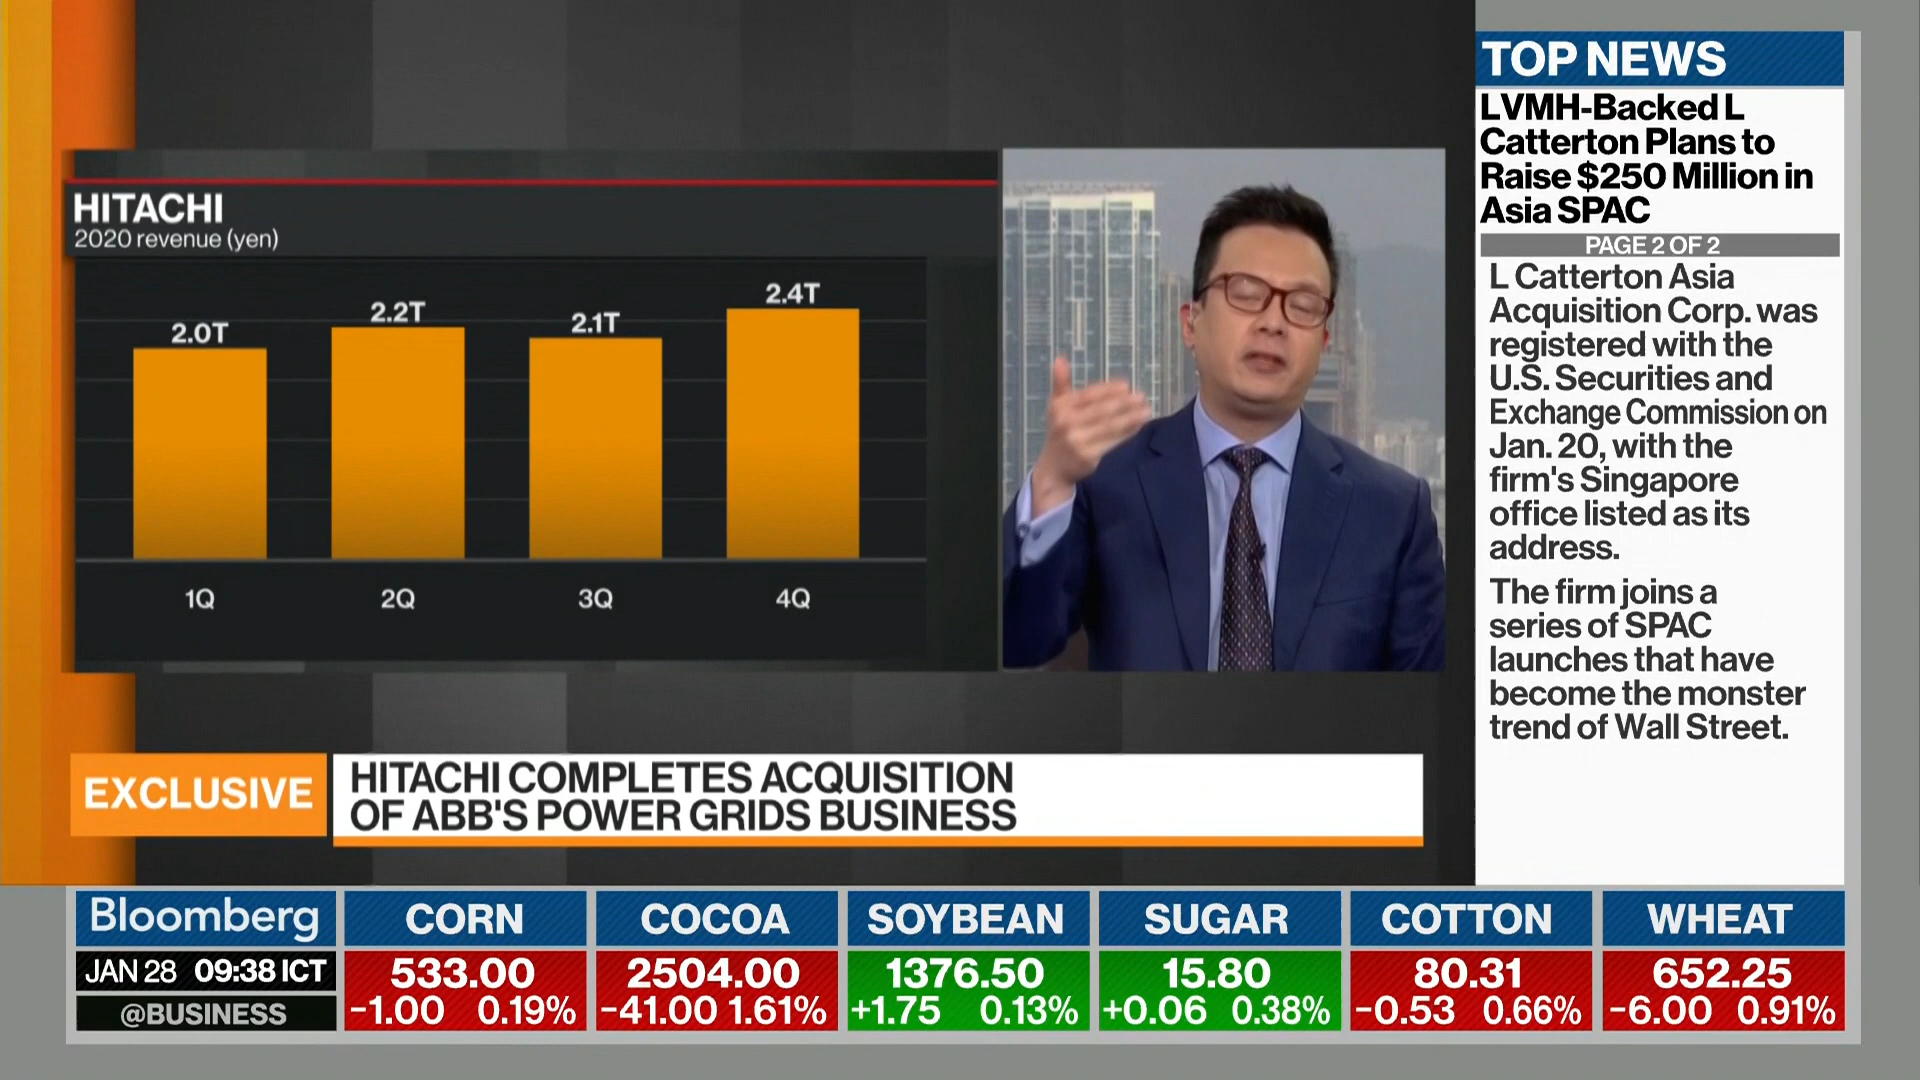 HITACHI
2020 revenue (yen)
2.0T
2.2T
2.1T
2.4T
1Q
2Q
3Q
4Q
EXCLUSIVE
HITACHI COMPLETES ACQUISITION
OF ABB'S POWER GRIDS BUSINESS
TOP NEWS
LVMH-Backed L
Catterton Plans to
Raise $250 Million in
Asia SPAC
PAGE 2 OF 2
L Catterton Asia
Acquisition Corp. was
registered with the
U.S. Securities and
Exchange Commission on
Jan. 20, with the
firm's Singapore
office listed as its
address.
The firm joins a
series of SPAC
launches that have
become the monster
trend of Wall Street.
Bloomberg
JAN 28 09:38 ICT
@BUSINESS
CORN
533.00
-1.00 0.19%
COCOA
2504.00
-41.00 1.61%
SOYBEAN
1376.50
+1.75 0.13%
SUGAR
15.80
+0.06 0.38%
COTTON
80.31
-0.53 0.66%
WHEAT
652.25
-6.00 0.91%